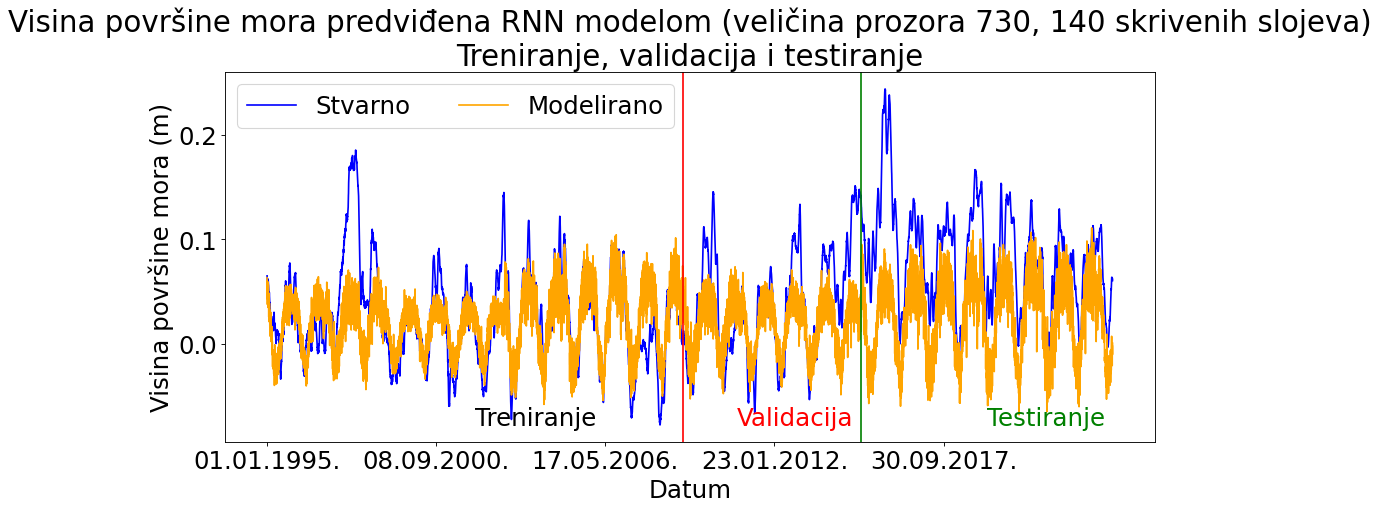 Visina površine mora predviđena RNN modelom (veličina prozora 730, 140 skrivenih slojeva)
Treniranje, validacija i testiranje
Stvarno
Modelirano
Visina površine mora (m)
0.2
0.1
0.0
Treniranje
Validacija
Testiranje
01.01.1995.
08.09.2000.
17.05.2006.
23.01.2012.
30.09.2017.
Datum